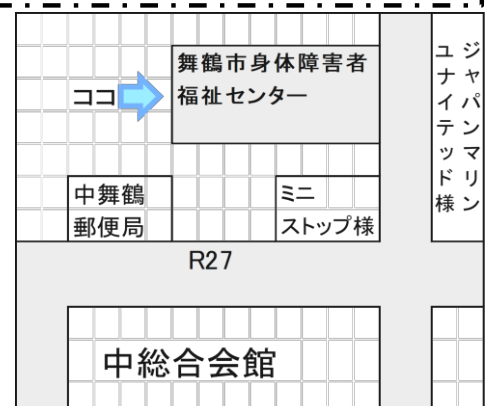 舞鶴市身体障害者
福祉センター
ココ
ジャパンマリン
ユナイテッド様
中舞鶴
郵便局
ミニ
ストップ様
R27
中総合会館